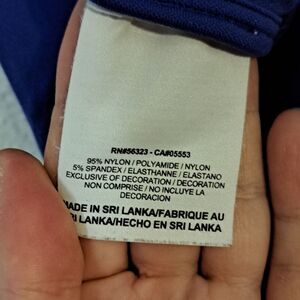 RN#56323 - CA#05553
95% NYLON / POLYAMIDE / NYLON
5% SPANDEX / ELASTHANNE / ELASTANO
EXCLUSIVE OF DECORATION / DECORATION
NON COMPRISE / NO INCLUYE LA
DECORACION
MADE IN SRI LANKA/FABRIQUE AU
SRI LANKA/HECHO EN SRI LANKA